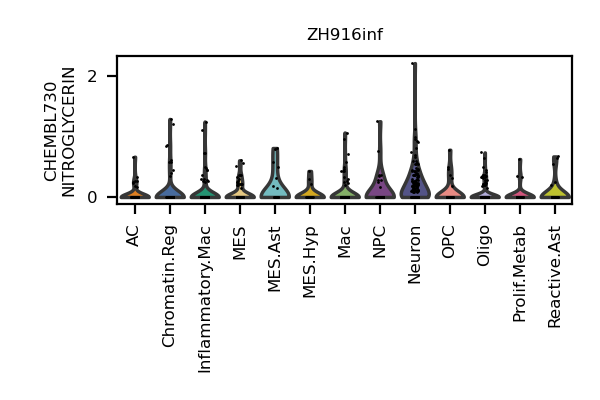 ZH916inf
CHEMBL730
NITROGLYCERIN
2
0
AC
Chromatin.Reg
Inflammatory.Mac
MES
MES.Ast
MES.Hyp
Mac
NPC
Neuron
OPC
Oligo
Prolif.Metab
Reactive.Ast